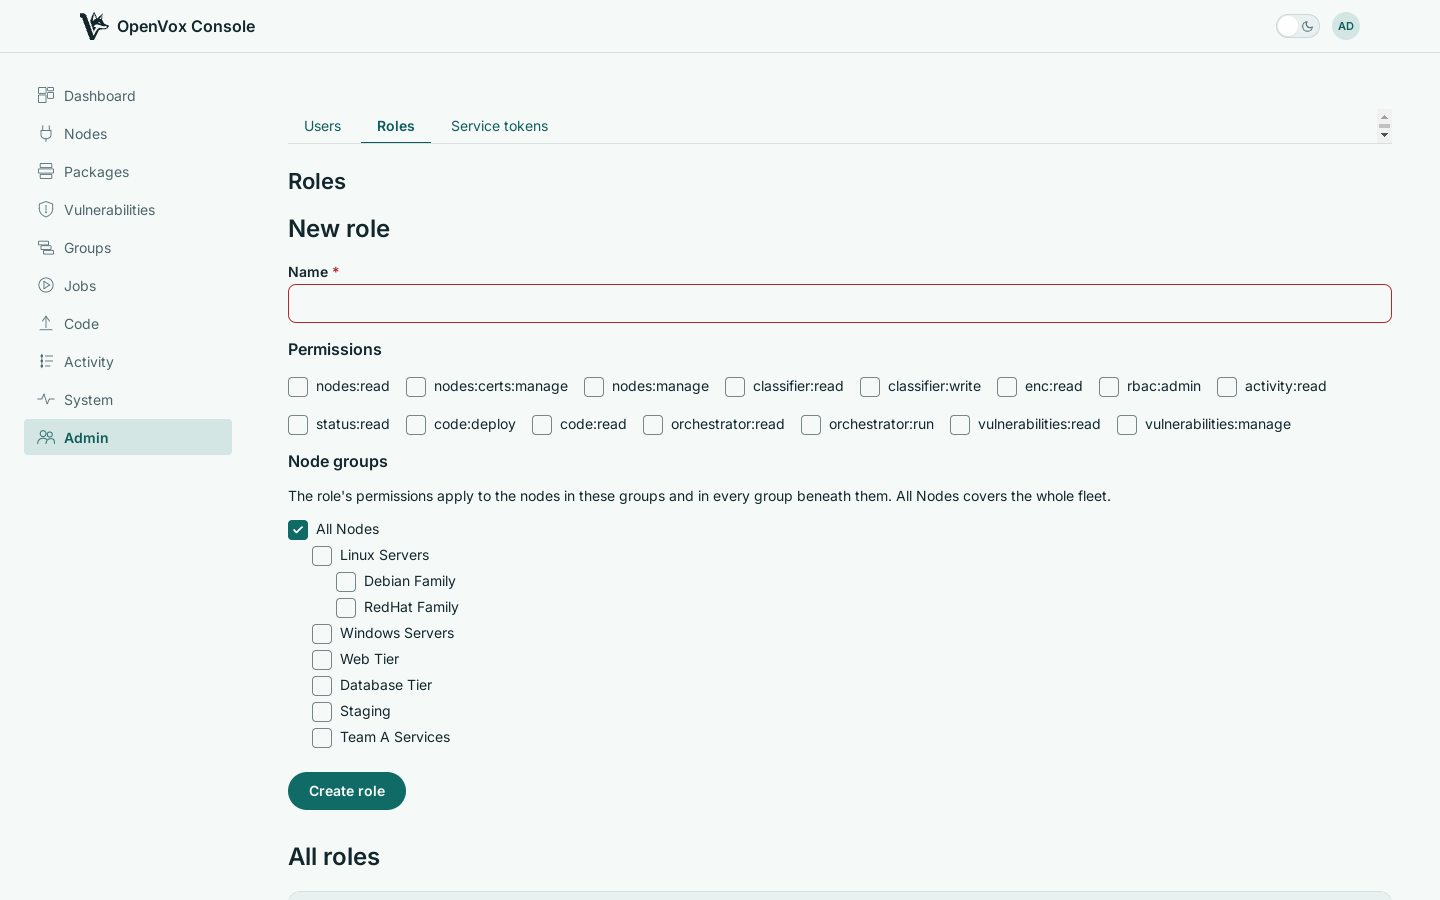 OpenVox Console
AD
Dashboard
Nodes
Packages
Vulnerabilities
Groups
Jobs
Code
Activity
System
Admin
Users Roles Service tokens
Roles
New role
Name *
Permissions
nodes:read nodes:certs:manage nodes:manage classifier:read classifier:write enc:read rbac:admin activity:read
status:read code:deploy code:read orchestrator:read orchestrator:run vulnerabilities:read vulnerabilities:manage
Node groups
The role's permissions apply to the nodes in these groups and in every group beneath them. All Nodes covers the whole fleet.
All Nodes
Linux Servers
Debian Family
RedHat Family
Windows Servers
Web Tier
Database Tier
Staging
Team A Services
Create role
All roles